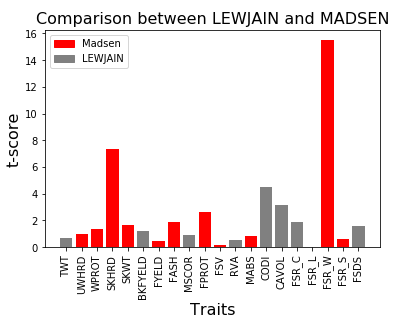 Comparison between LEWJAIN and MADSEN
Madsen
LEWJAIN
t-score
16
14
12
10
8
6
4
2
0
TWT
UWHRD
WPROT
SKHRD
SKWT
BKFYELD
FYELD
FASH
MSCOR
FPROT
FSV
RVA
MABS
CODI
CAVOL
FSR_C
FSR_L
FSR_W
FSR_S
FSDS
Traits